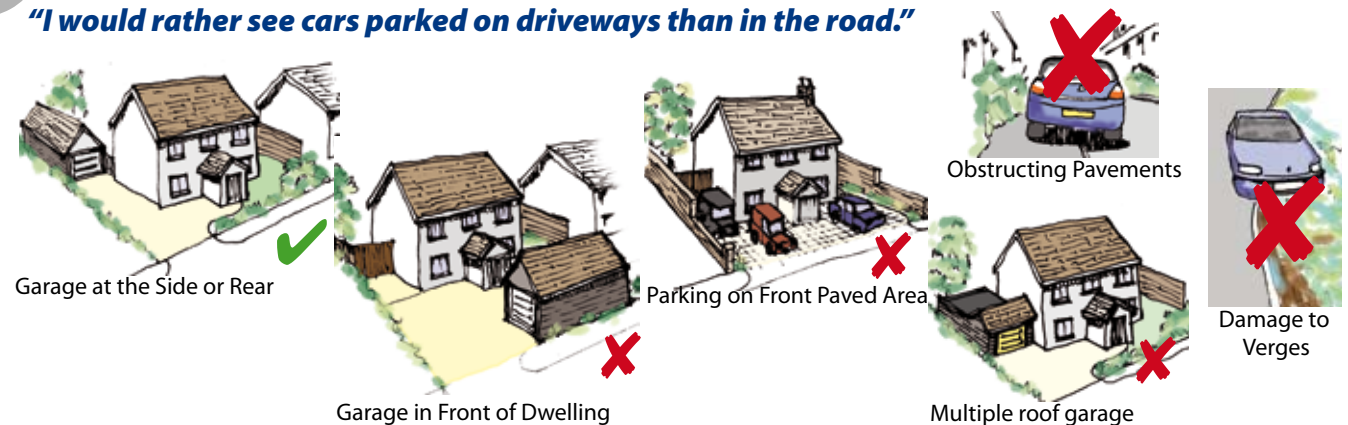 “I would rather see cars parked on driveways than in the road.”
Garage at the Side or Rear
Garage in Front of Dwelling
Parking on Front Paved Area
Obstructing Pavements
Multiple roof garage
Damage to
Verges